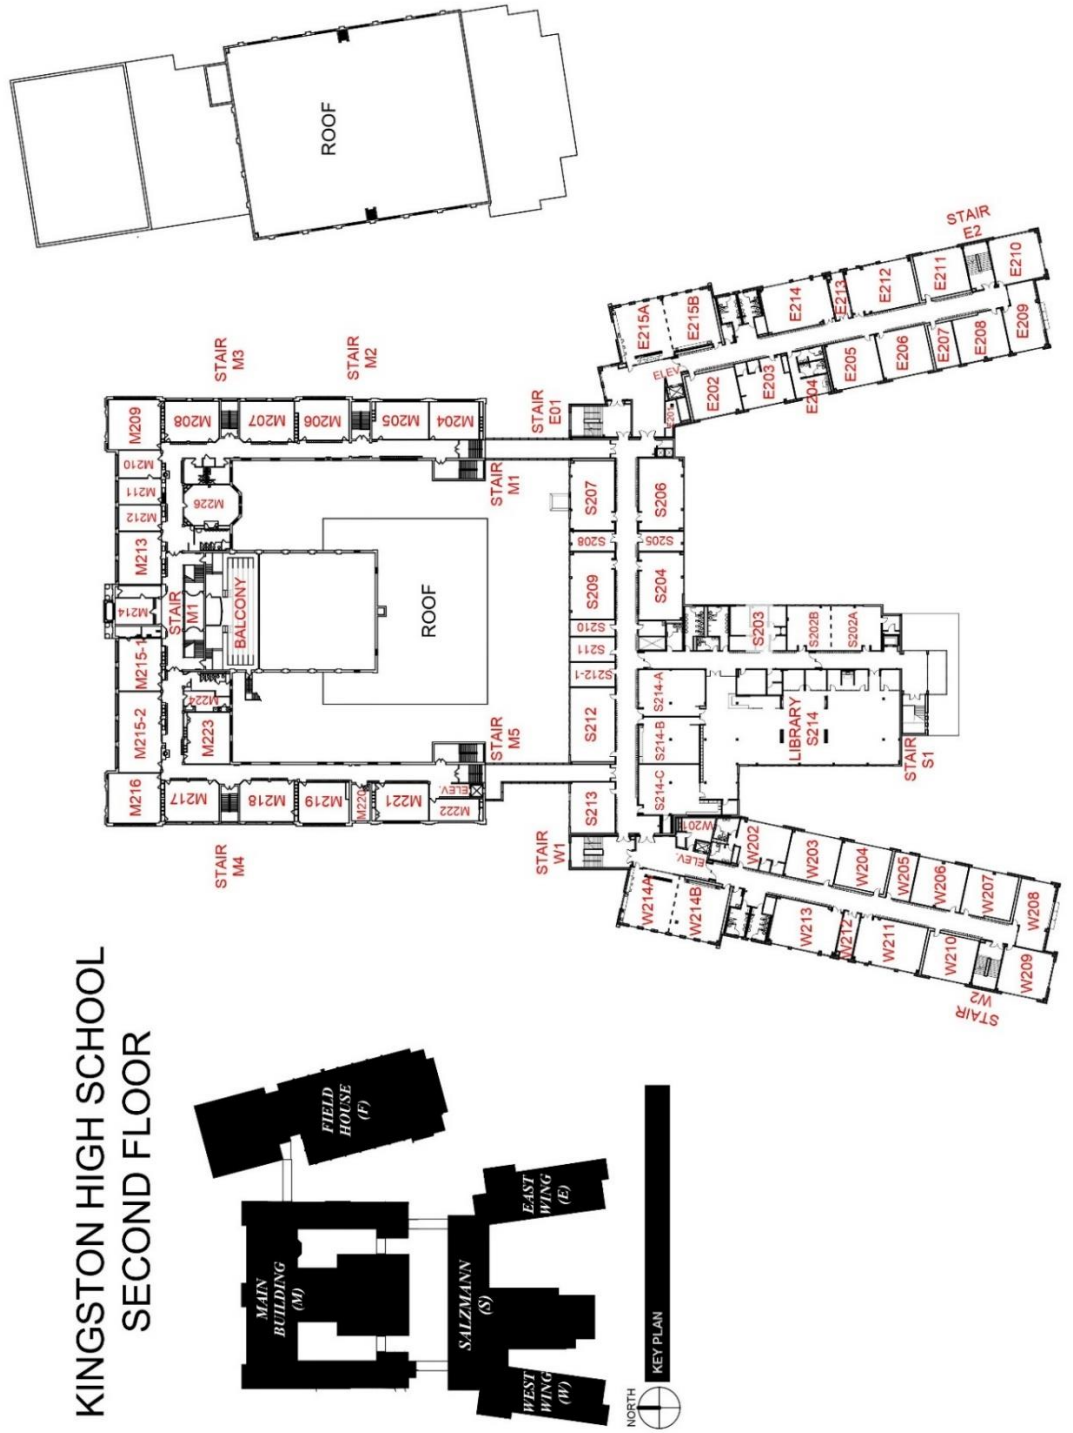 KINGSTON HIGH SCHOOL
SECOND FLOOR
ROOF
STAIR
M3
STAIR
M2
STAIR
E01
STAIR
M1
STAIR
E2
M209
M208
M207
M206
M205
M204
M210
M211
M212
M213
M214
M215-1
M215-2
M216
M226
STAIR
M1
BALCONY
ROOF
M224
M223
M217
M218
M219
M220
M221
M222
ELEV.
STAIR
M5
STAIR
M4
STAIR
W1
E215A
E215B
E214
E213
E212
E211
E210
E209
E208
E207
E206
E205
E204
E203
E202
E201
ELEV.
S207
S208
S209
S210
S211
S212-1
S212
S213
S206
S205
S204
S203
S202B
S202A
S214-A
S214-B
S214-C
LIBRARY
S214
STAIR
S1
W201
W202
W203
W204
W205
W206
W207
W208
W209
W210
W211
W212
W213
W214A
W214B
ELEV.
STAIR
W2
FIELD
HOUSE
(F)
MAIN
BUILDING
(M)
EAST
WING
(E)
SALZMANN
(S)
WEST
WING
(W)
NORTH
KEY PLAN